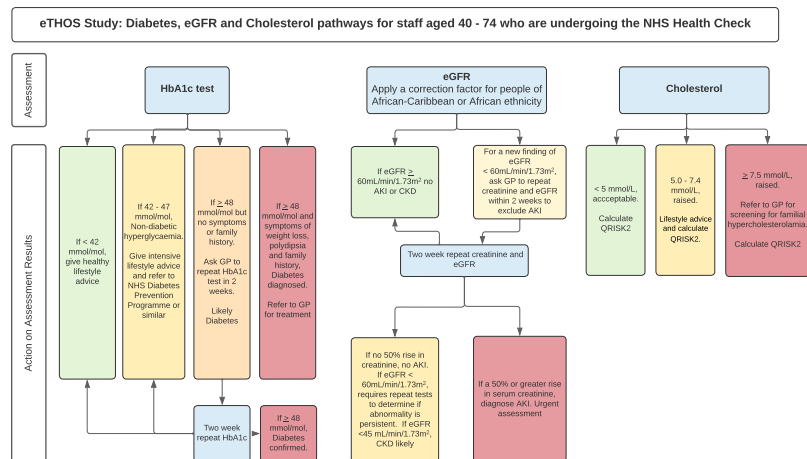 eTHOS Study: Diabetes, eGFR and Cholesterol pathways for staff aged 40 - 74 who are undergoing the NHS Health Check
Assessment
HbA1c test
eGFR
Apply a correction factor for people of
African-Caribbean or African ethnicity
Cholesterol
Action on Assessment Results
If < 42
mmol/mol,
give healthy
lifestyle
advice
If 42 - 47
mmol/mol,
Non-diabetic
hyperglycaemia.
Give intensive
lifestyle advice
and refer to
NHS Diabetes
Prevention
Programme or
similar
If ≥ 48
mmol/mol but
no symptoms
or family
history.
Ask GP to
repeat HbA1c
test in 2
weeks.
Likely
Diabetes
If ≥ 48
mmol/mol and
symptoms of
weight loss,
polydipsia
and family
history,
Diabetes
diagnosed.
Refer to GP
for treatment
If eGFR ≥
60mL/min/1.73m², no
AKI or CKD
For a new finding of
eGFR
< 60mL/min/1.73m²,
ask GP to repeat
creatinine and eGFR
within 2 weeks to
exclude AKI
< 5 mmol/L,
accceptable.
Calculate
QRISK2
5.0 - 7.4
mmol/L,
raised.
Lifestyle advice
and calculate
QRISK2.
≥ 7.5 mmol/L,
raised.
Refer to GP for
screening for familial
hypercholesterolamia.
Calculate QRISK2
Two week repeat creatinine and
eGFR
If no 50% rise in
creatinine, no AKI.
If eGFR <
60mL/min/1.73m²,
requires repeat tests
to determine if
abnormality is
persistent. If eGFR
<45 mL/min/1.73m²,
CKD likely
If a 50% or greater rise
in serum creatinine,
diagnose AKI. Urgent
assessment
Two week
repeat HbA1c
If ≥ 48
mmol/mol,
Diabetes
confirmed.